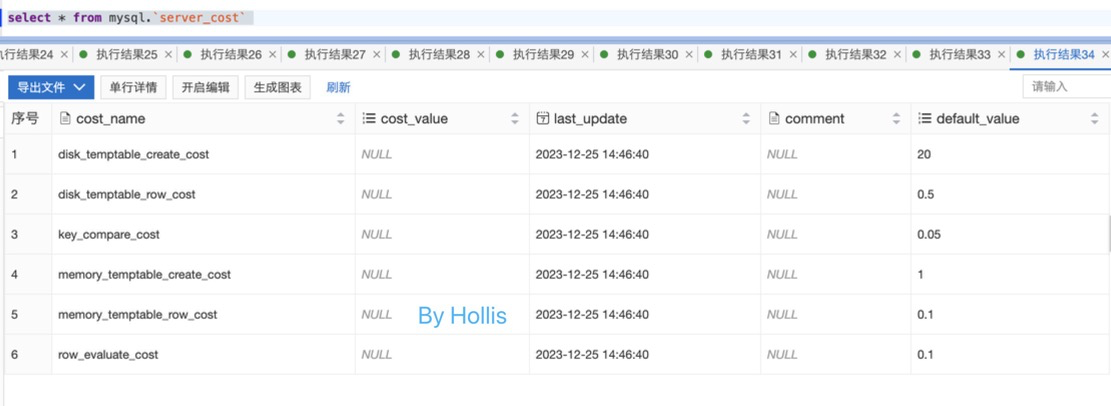 select * from mysql.`server_cost`
执行结果24 × 执行结果25 × 执行结果26 × 执行结果27 × 执行结果28 × 执行结果29 × 执行结果30 × 执行结果31 × 执行结果32 × 执行结果33 × 执行结果34 ×
导出文件 单行详情 开启编辑 生成图表 刷新 请输入
序号 cost_name cost_value last_update comment default_value
1 disk_temptable_create_cost NULL 2023-12-25 14:46:40 NULL 20
2 disk_temptable_row_cost NULL 2023-12-25 14:46:40 NULL 0.5
3 key_compare_cost NULL 2023-12-25 14:46:40 NULL 0.05
4 memory_temptable_create_cost NULL 2023-12-25 14:46:40 NULL 1
5 memory_temptable_row_cost NULL By Hollis 2023-12-25 14:46:40 NULL 0.1
6 row_evaluate_cost NULL 2023-12-25 14:46:40 NULL 0.1